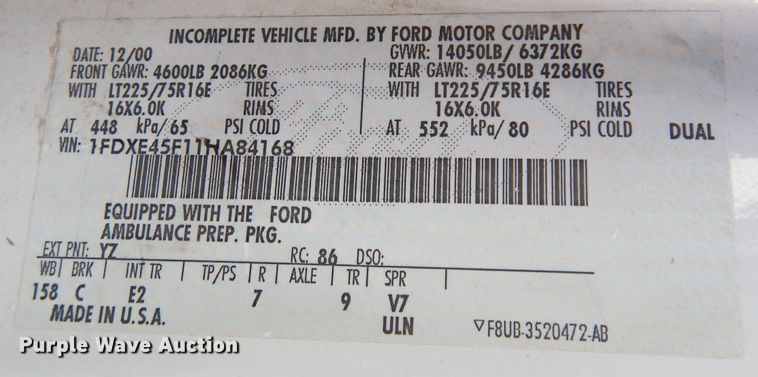 INCOMPLETE VEHICLE MFD. BY FORD MOTOR COMPANY
DATE: 12/00 GVWR: 14050LB/ 6372KG
FRONT GAWR: 4600LB 2086KG REAR GAWR: 9450LB 4286KG
WITH LT225/75R16E TIRES WITH LT225/75R16E TIRES
16X6.0K RIMS 16X6.0K RIMS
AT 448 kPa/65 PSI COLD AT 552 kPa/80 PSI COLD DUAL
VIN: 1FDXE45F11HA84168
EQUIPPED WITH THE FORD
AMBULANCE PREP. PKG.
EXT PNT: YZ RC: 86 DSO:
WB BRK INT TR TP/PS R AXLE TR SPR
158 C E2 7 9 V7
MADE IN U.S.A. ULN ▽F8UB-3520472-AB
Purple Wave Auction